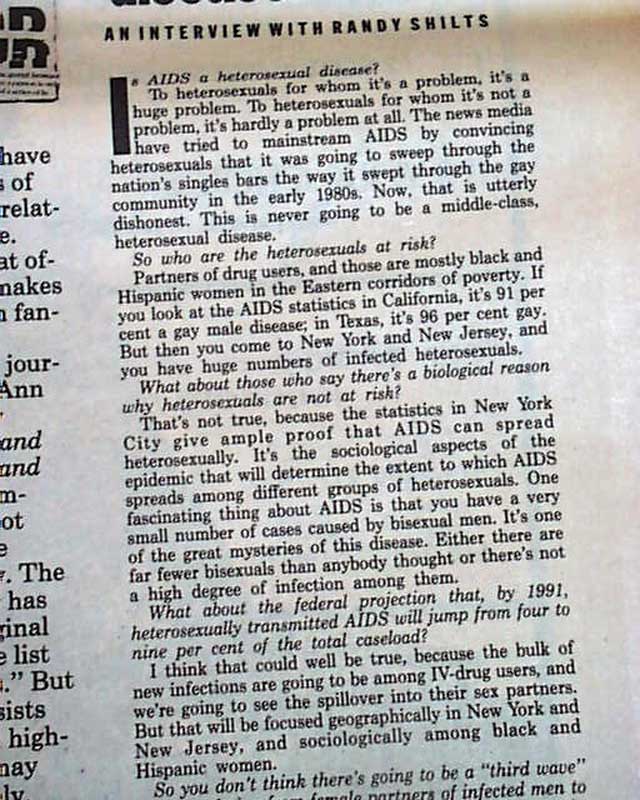 AN INTERVIEW WITH RANDY SHILTS
Is AIDS a heterosexual disease?
To heterosexuals for whom it's a problem, it's a
huge problem. To heterosexuals for whom it's not a
problem, it's hardly a problem at all. The news media
have tried to mainstream AIDS by convincing
heterosexuals that it was going to sweep through the
nation's singles bars the way it swept through the gay
community in the early 1980s. Now, that is utterly
dishonest. This is never going to be a middle-class,
heterosexual disease.
So who are the heterosexuals at risk?
Partners of drug users, and those are mostly black and
Hispanic women in the Eastern corridors of poverty. If
you look at the AIDS statistics in California, it's 91 per
cent a gay male disease; in Texas, it's 96 per cent gay.
But then you come to New York and New Jersey, and
you have huge numbers of infected heterosexuals.
What about those who say there's a biological reason
why heterosexuals are not at risk?
That's not true, because the statistics in New York
City give ample proof that AIDS can spread
heterosexually. It's the sociological aspects of the
epidemic that will determine the extent to which AIDS
spreads among different groups of heterosexuals. One
fascinating thing about AIDS is that you have a very
small number of cases caused by bisexual men. It's one
of the great mysteries of this disease. Either there are
far fewer bisexuals than anybody thought or there's not
a high degree of infection among them.
What about the federal projection that, by 1991,
heterosexually transmitted AIDS will jump from four to
nine per cent of the total caseload?
I think that could well be true, because the bulk of
new infections are going to be among IV-drug users, and
we're going to see the spillover into their sex partners.
But that will be focused geographically in New York and
New Jersey, and sociologically among black and
Hispanic women.
So you don't think there's going to be a "third wave"
female partners of infected men to
have
s of
relat-
e.
at of-
makes
n fan-
jour-
Ann
and
and
m-
ot
e
. The
has
ginal
e list
." But
sists
high-
nay
ly.